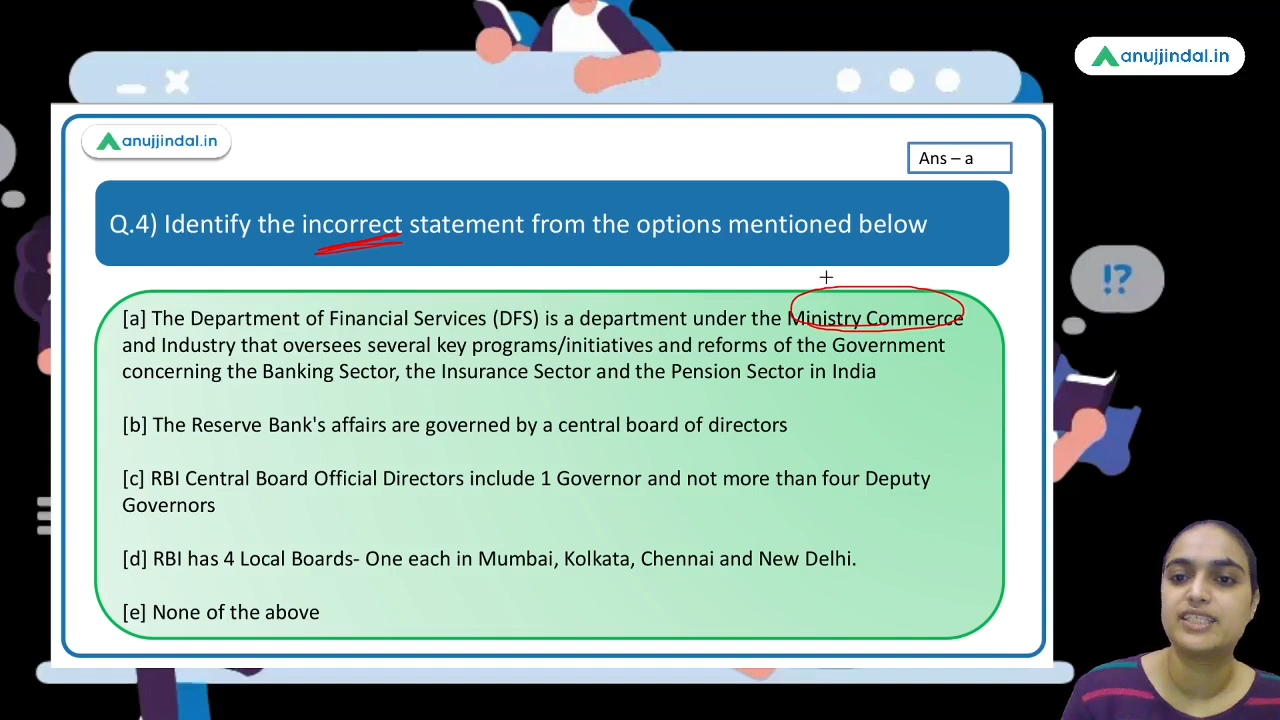 anujjindal.in
anujjindal.in
Ans – a
Q.4) Identify the incorrect statement from the options mentioned below
!?
[a] The Department of Financial Services (DFS) is a department under the Ministry Commerce
and Industry that oversees several key programs/initiatives and reforms of the Government
concerning the Banking Sector, the Insurance Sector and the Pension Sector in India
[b] The Reserve Bank's affairs are governed by a central board of directors
[c] RBI Central Board Official Directors include 1 Governor and not more than four Deputy
Governors
[d] RBI has 4 Local Boards- One each in Mumbai, Kolkata, Chennai and New Delhi.
[e] None of the above